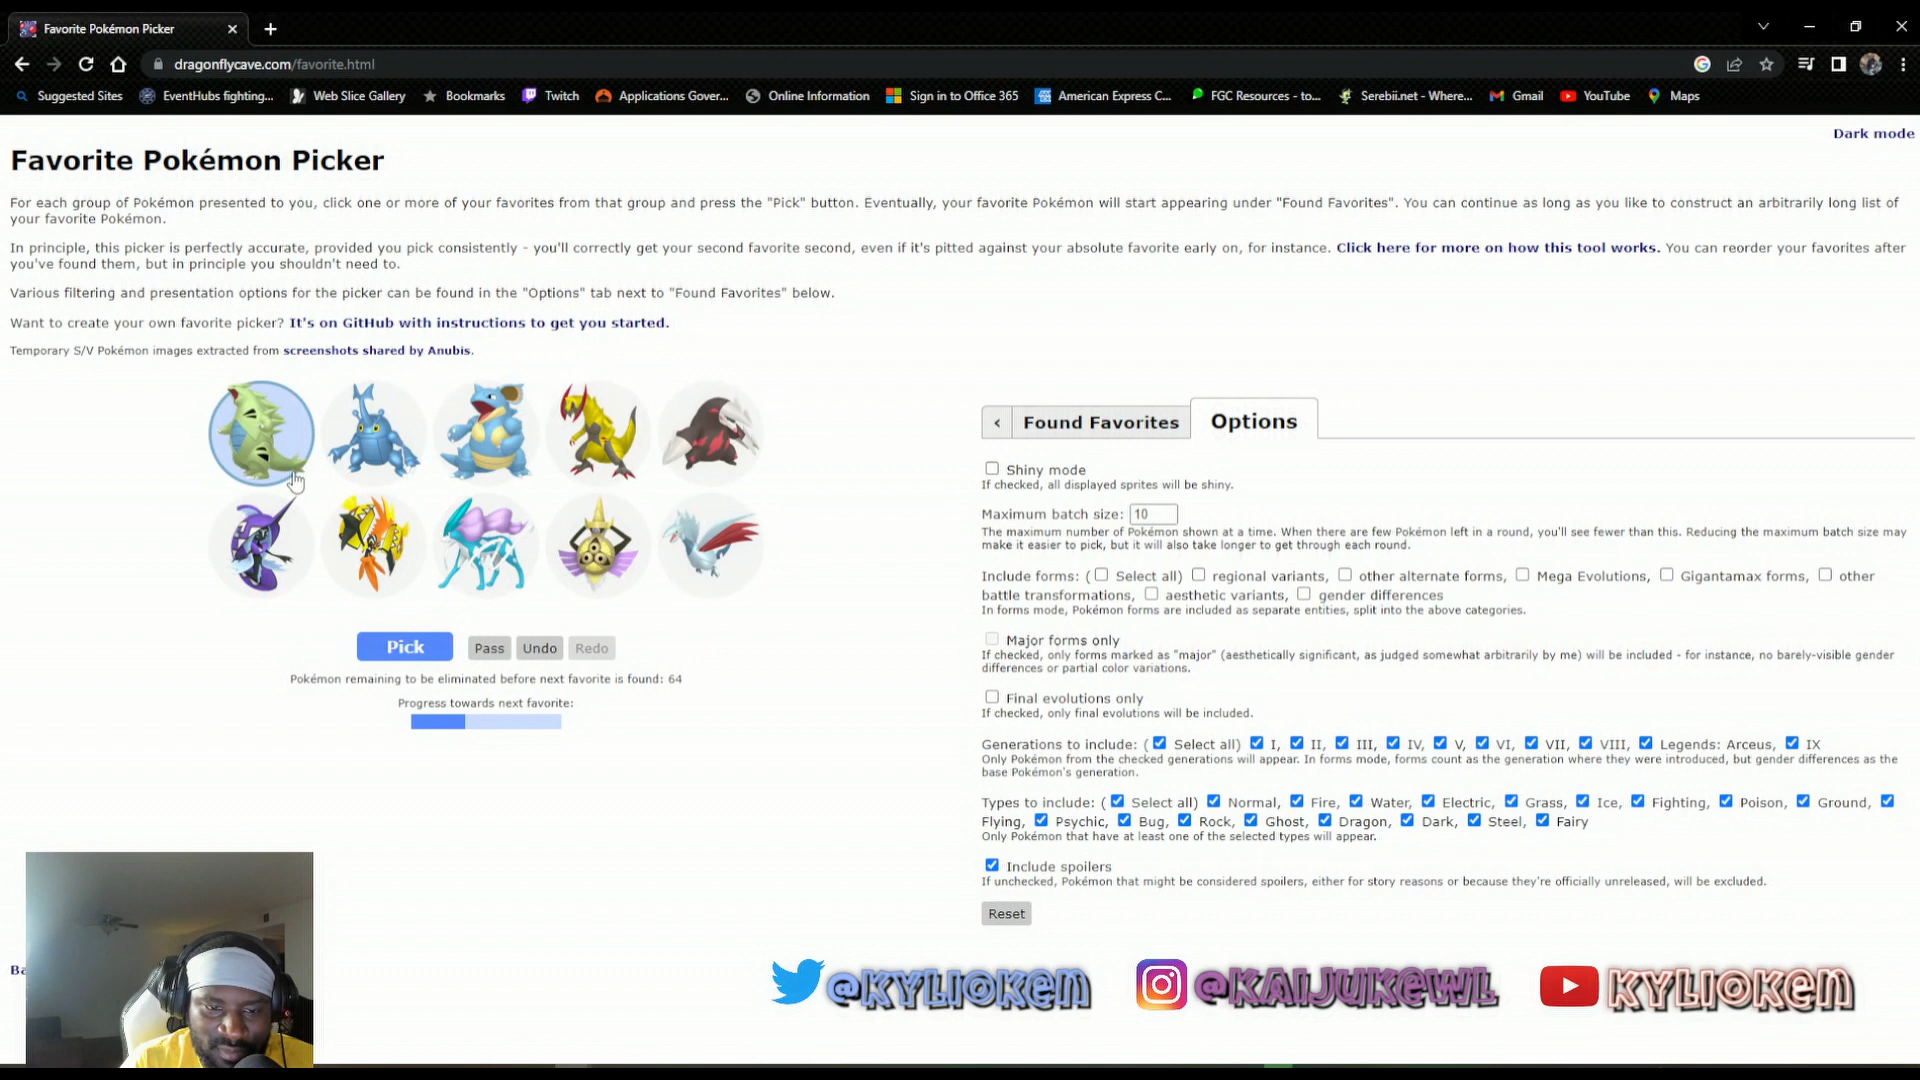 Favorite Pokémon Picker
dragonflycave.com/favorite.html
Suggested Sites EventHubs fighting... Web Slice Gallery Bookmarks Twitch Applications Gover... Online Information Sign in to Office 365 American Express C... FGC Resources - to... Serebii.net - Where... Gmail YouTube Maps
Dark mode
Favorite Pokémon Picker
For each group of Pokémon presented to you, click one or more of your favorites from that group and press the "Pick" button. Eventually, your favorite Pokémon will start appearing under "Found Favorites". You can continue as long as you like to construct an arbitrarily long list of
your favorite Pokémon.
In principle, this picker is perfectly accurate, provided you pick consistently - you'll correctly get your second favorite second, even if it's pitted against your absolute favorite early on, for instance. Click here for more on how this tool works. You can reorder your favorites after
you've found them, but in principle you shouldn't need to.
Various filtering and presentation options for the picker can be found in the "Options" tab next to "Found Favorites" below.
Want to create your own favorite picker? It's on GitHub with instructions to get you started.
Temporary S/V Pokémon images extracted from screenshots shared by Anubis.
‹ Found Favorites Options
Shiny mode
If checked, all displayed sprites will be shiny.
Maximum batch size: 10
The maximum number of Pokémon shown at a time. When there are few Pokémon left in a round, you'll see fewer than this. Reducing the maximum batch size may
make it easier to pick, but it will also take longer to get through each round.
Include forms: ( Select all) regional variants, other alternate forms, Mega Evolutions, Gigantamax forms, other
battle transformations, aesthetic variants, gender differences
In forms mode, Pokémon forms are included as separate entities, split into the above categories.
Major forms only
If checked, only forms marked as "major" (aesthetically significant, as judged somewhat arbitrarily by me) will be included - for instance, no barely-visible gender
differences or partial color variations.
Final evolutions only
If checked, only final evolutions will be included.
Generations to include: ( Select all) I, II, III, IV, V, VI, VII, VIII, Legends: Arceus, IX
Only Pokémon from the checked generations will appear. In forms mode, forms count as the generation where they were introduced, but gender differences as the
base Pokémon's generation.
Types to include: ( Select all) Normal, Fire, Water, Electric, Grass, Ice, Fighting, Poison, Ground,
Flying, Psychic, Bug, Rock, Ghost, Dragon, Dark, Steel, Fairy
Only Pokémon that have at least one of the selected types will appear.
Include spoilers
If unchecked, Pokémon that might be considered spoilers, either for story reasons or because they're officially unreleased, will be excluded.
Reset
Pick Pass Undo Redo
Pokémon remaining to be eliminated before next favorite is found: 64
Progress towards next favorite:
Ba
@KYLIOKEN @KAIJUKEWL KYLIOKEN